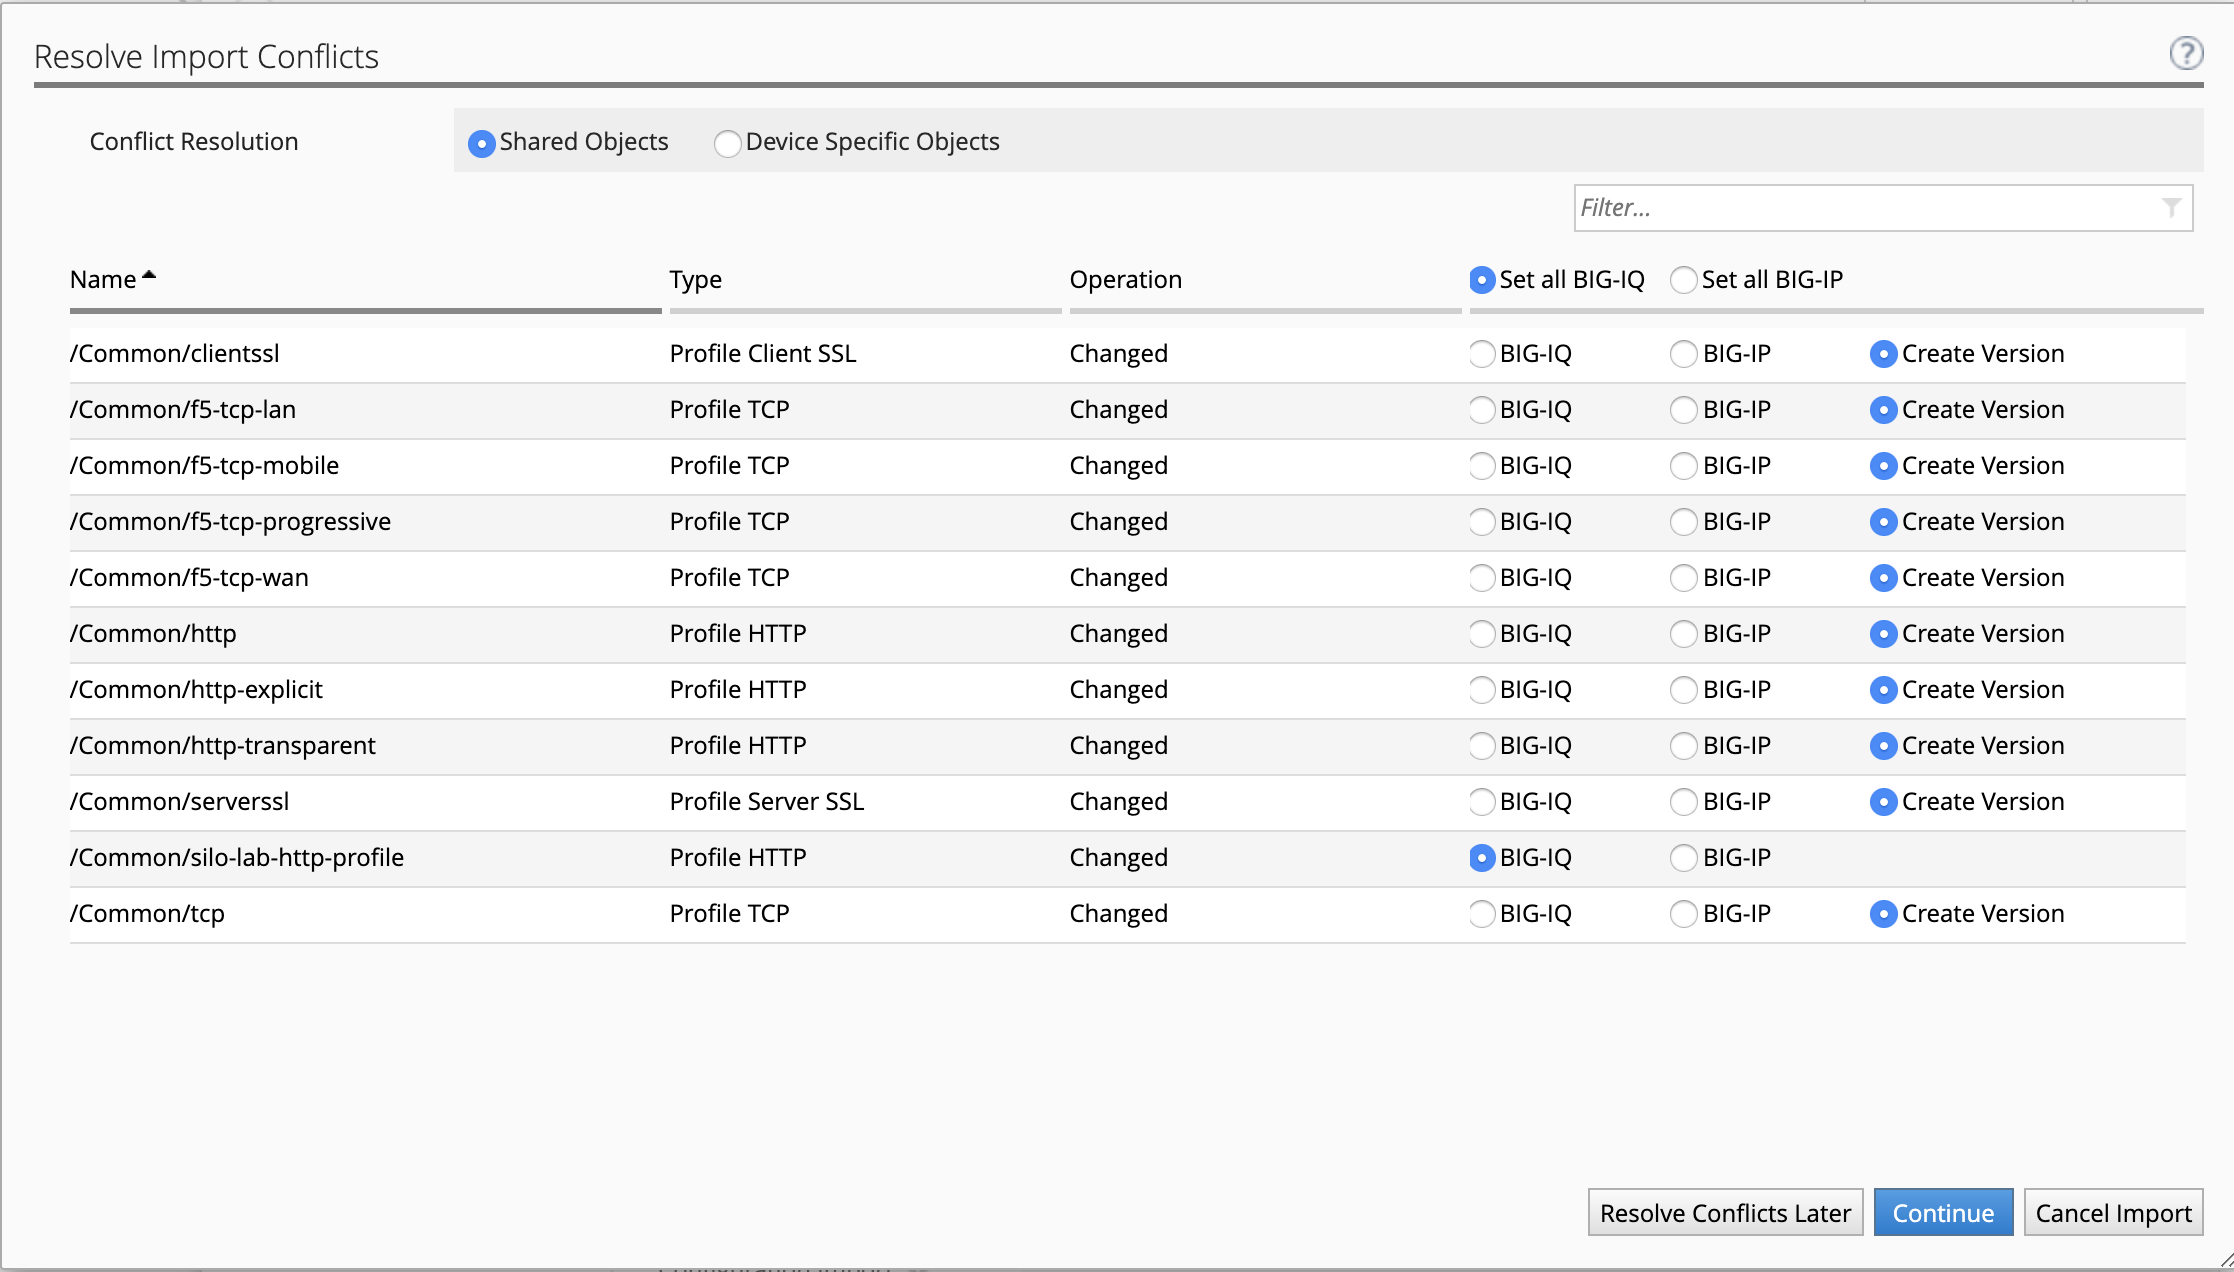 Resolve Import Conflicts ?
Conflict Resolution Shared Objects Device Specific Objects
Filter...
Name Type Operation Set all BIG-IQ Set all BIG-IP
/Common/clientssl Profile Client SSL Changed BIG-IQ BIG-IP Create Version
/Common/f5-tcp-lan Profile TCP Changed BIG-IQ BIG-IP Create Version
/Common/f5-tcp-mobile Profile TCP Changed BIG-IQ BIG-IP Create Version
/Common/f5-tcp-progressive Profile TCP Changed BIG-IQ BIG-IP Create Version
/Common/f5-tcp-wan Profile TCP Changed BIG-IQ BIG-IP Create Version
/Common/http Profile HTTP Changed BIG-IQ BIG-IP Create Version
/Common/http-explicit Profile HTTP Changed BIG-IQ BIG-IP Create Version
/Common/http-transparent Profile HTTP Changed BIG-IQ BIG-IP Create Version
/Common/serverssl Profile Server SSL Changed BIG-IQ BIG-IP Create Version
/Common/silo-lab-http-profile Profile HTTP Changed BIG-IQ BIG-IP
/Common/tcp Profile TCP Changed BIG-IQ BIG-IP Create Version
Resolve Conflicts Later Continue Cancel Import